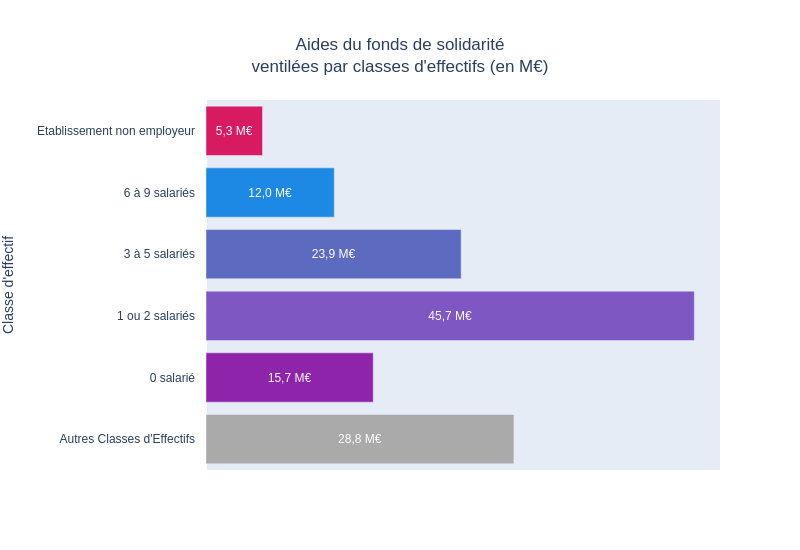 Aides du fonds de solidarité
ventilées par classes d'effectifs (en M€)
Classe d'effectif
Etablissement non employeur
5,3 M€
6 à 9 salariés
12,0 M€
3 à 5 salariés
23,9 M€
1 ou 2 salariés
45,7 M€
0 salarié
15,7 M€
Autres Classes d'Effectifs
28,8 M€